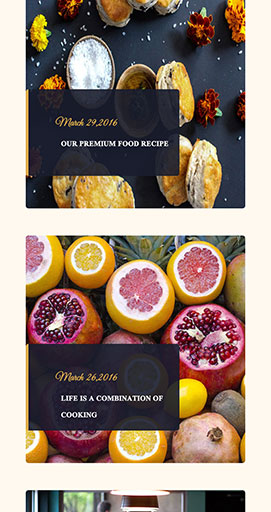 March 29,2016
OUR PREMIUM FOOD RECIPE
March 26,2016
LIFE IS A COMBINATION OF
COOKING